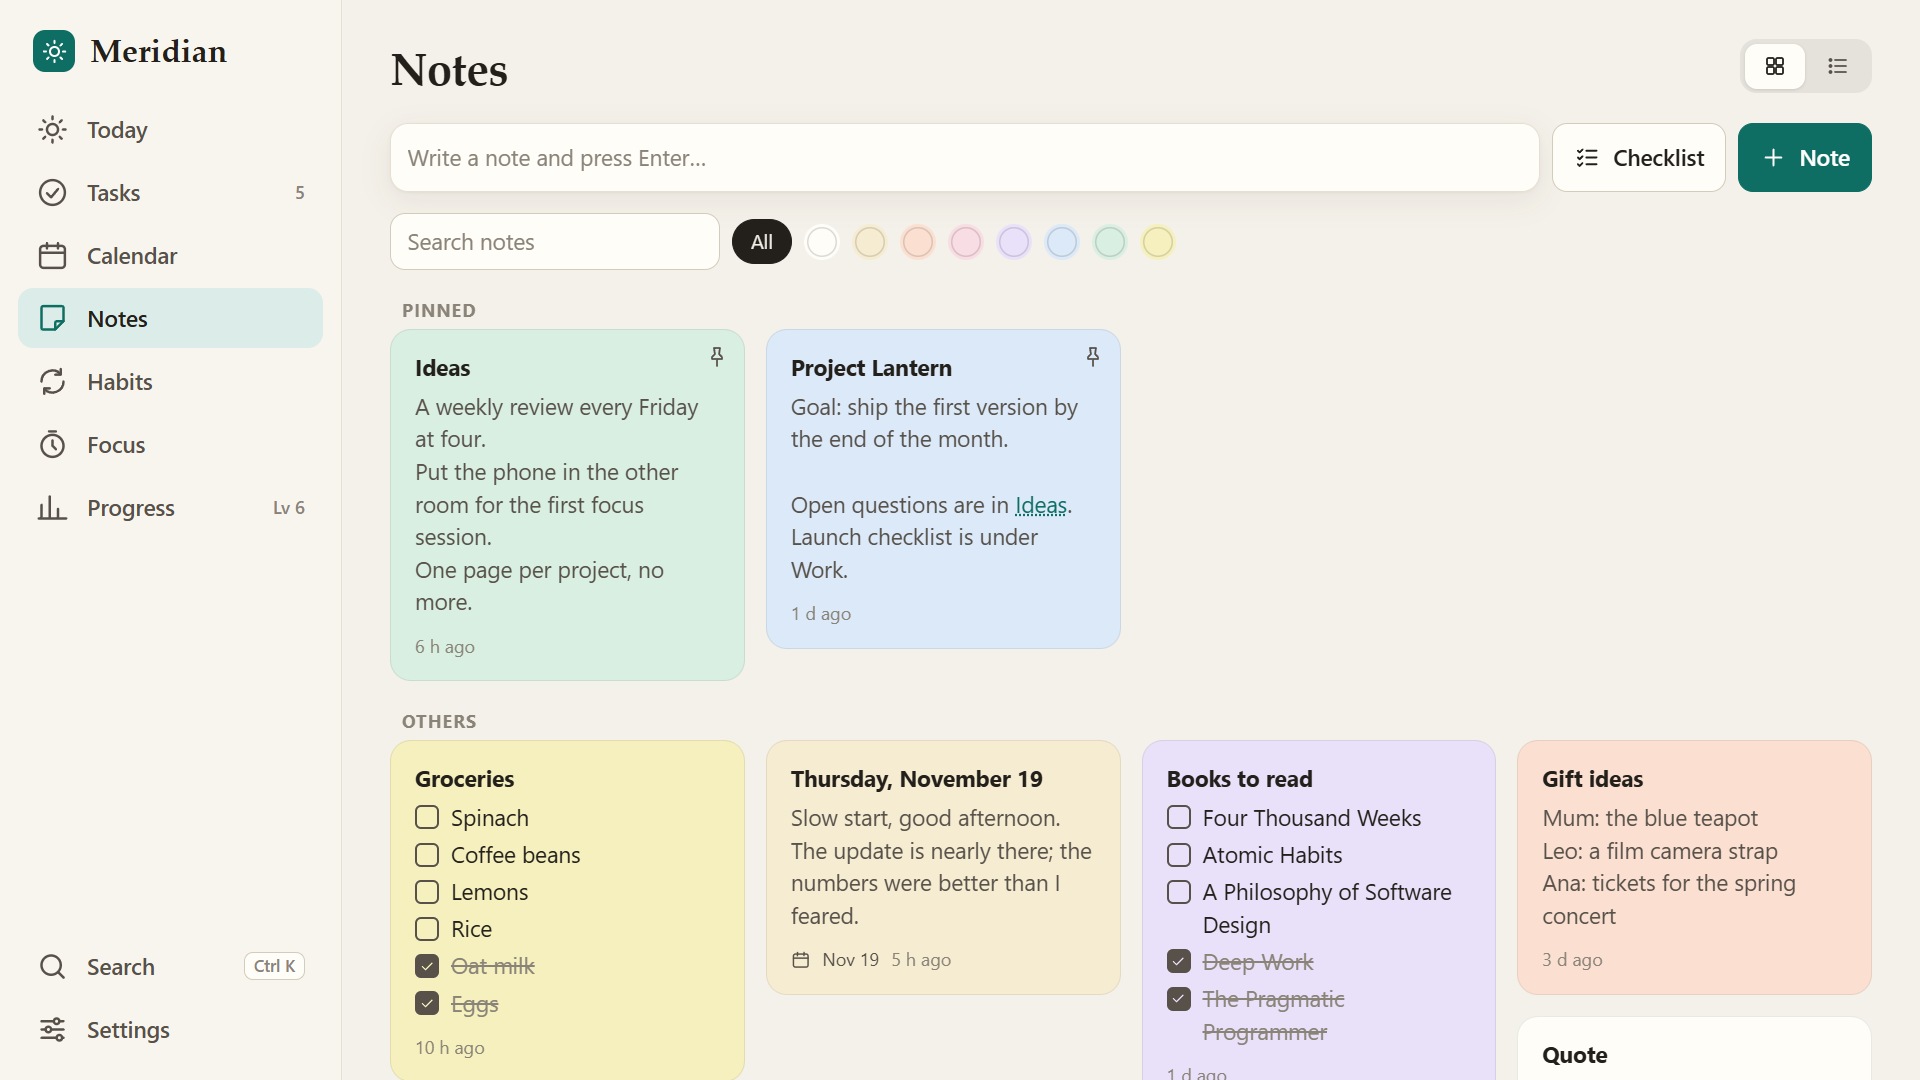 Meridian
Today
Tasks 5
Calendar
Notes
Habits
Focus
Progress Lv 6
Search Ctrl K
Settings
Notes
Write a note and press Enter...
Checklist
Note
Search notes
All
PINNED
Ideas
A weekly review every Friday
at four.
Put the phone in the other
room for the first focus
session.
One page per project, no
more.
6 h ago
Project Lantern
Goal: ship the first version by
the end of the month.
Open questions are in Ideas.
Launch checklist is under
Work.
1 d ago
OTHERS
Groceries
Spinach
Coffee beans
Lemons
Rice
Oat milk
Eggs
10 h ago
Thursday, November 19
Slow start, good afternoon.
The update is nearly there; the
numbers were better than I
feared.
Nov 19 5 h ago
Books to read
Four Thousand Weeks
Atomic Habits
A Philosophy of Software
Design
Deep Work
The Pragmatic
Programmer
1 d ago
Gift ideas
Mum: the blue teapot
Leo: a film camera strap
Ana: tickets for the spring
concert
3 d ago
Quote